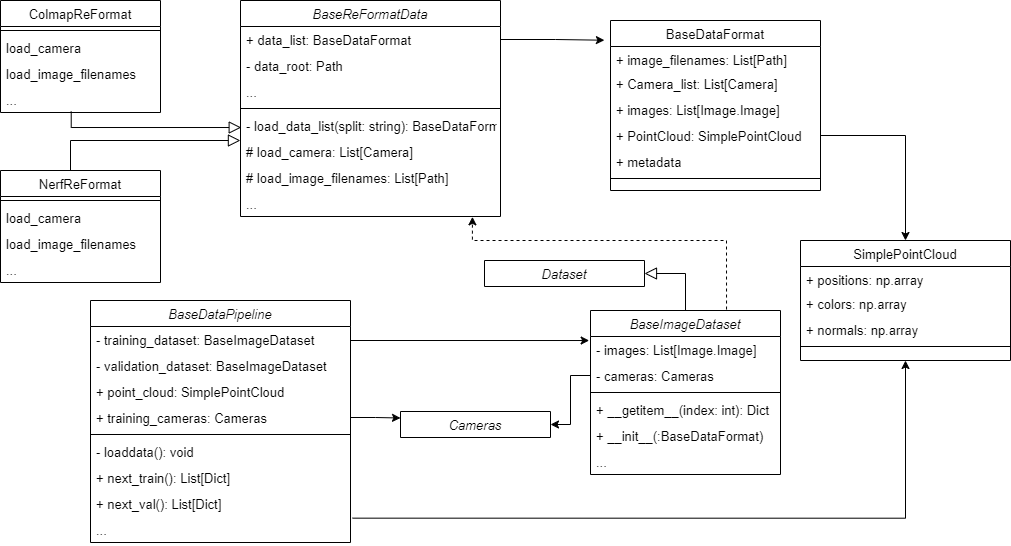 ColmapReFormat
load_camera
load_image_filenames
...
BaseReFormatData
+ data_list: BaseDataFormat
- data_root: Path
...
- load_data_list(split: string): BaseDataForm
# load_camera: List[Camera]
# load_image_filenames: List[Path]
...
BaseDataFormat
+ image_filenames: List[Path]
+ Camera_list: List[Camera]
+ images: List[Image.Image]
+ PointCloud: SimplePointCloud
+ metadata
NerfReFormat
load_camera
load_image_filenames
...
SimplePointCloud
+ positions: np.array
+ colors: np.array
+ normals: np.array
Dataset
BaseDataPipeline
- training_dataset: BaseImageDataset
- validation_dataset: BaseImageDataset
+ point_cloud: SimplePointCloud
+ training_cameras: Cameras
- loaddata(): void
+ next_train(): List[Dict]
+ next_val(): List[Dict]
...
Cameras
BaseImageDataset
- images: List[Image.Image]
- cameras: Cameras
+ __getitem__(index: int): Dict
+ __init__(:BaseDataFormat)
...